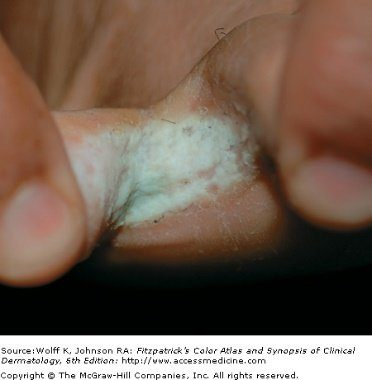 Source:Wolff K, Johnson RA: Fitzpatrick's Color Atlas and Synopsis of Clinical
Dermatology, 6th Edition: http://www.accessmedicine.com
Copyright © The McGraw-Hill Companies, Inc. All rights reserved.